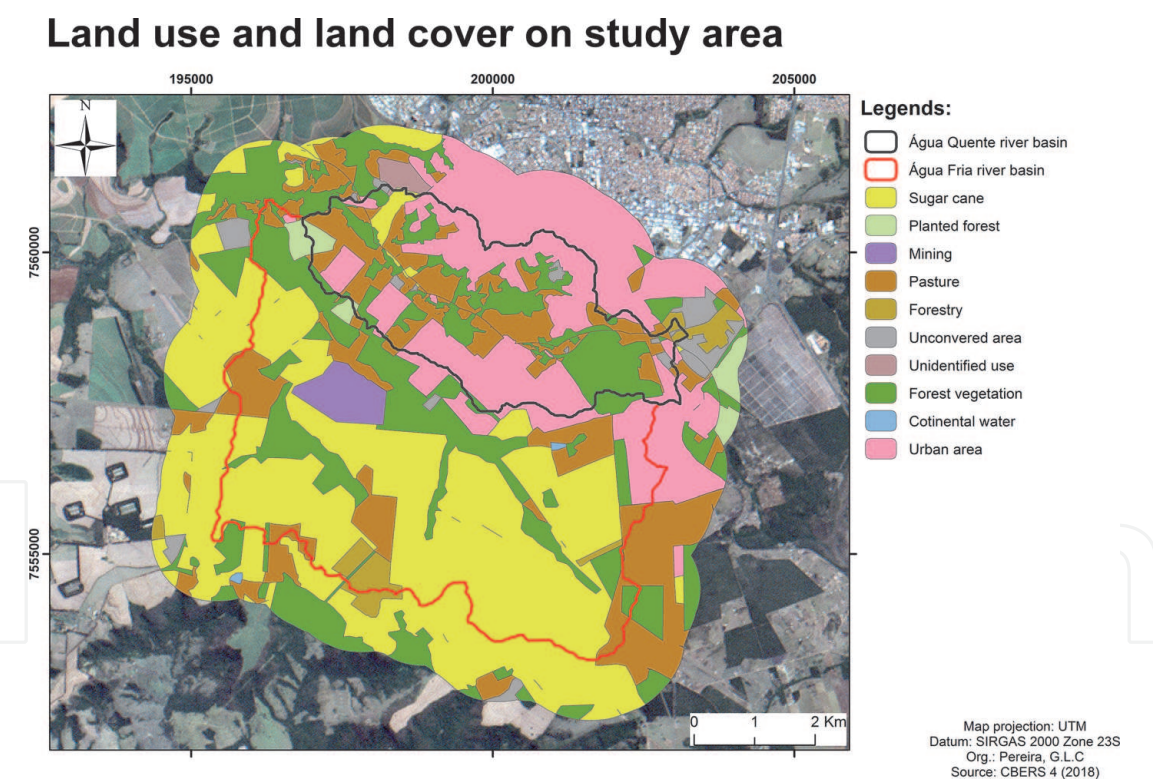 Land use and land cover on study area
195000
200000
205000
N
7560000
7555000
0 1 2 Km
Legends:
Água Quente river basin
Água Fria river basin
Sugar cane
Planted forest
Mining
Pasture
Forestry
Uncovered area
Unidentified use
Forest vegetation
Cotinental water
Urban area
Map projection: UTM
Datum: SIRGAS 2000 Zone 23S
Org.: Pereira, G.L.C
Source: CBERS 4 (2018)